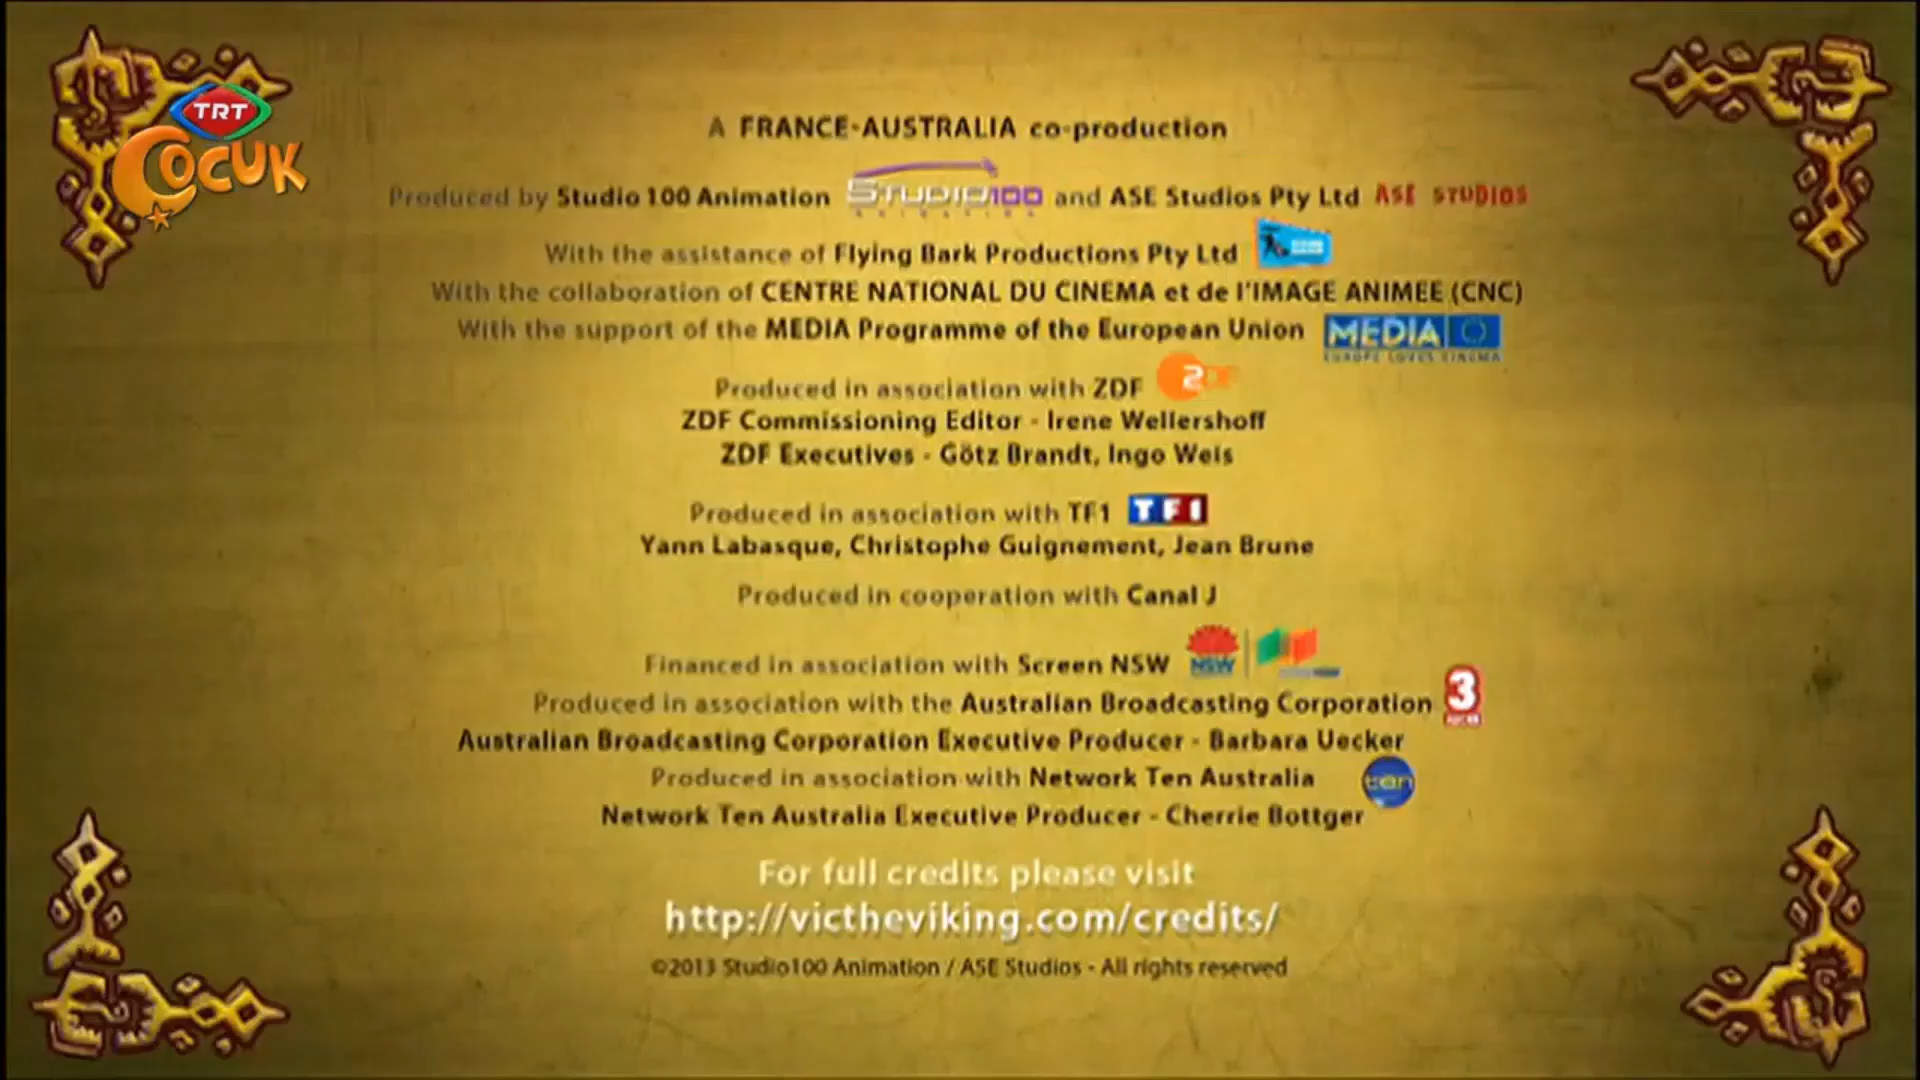 TRT
ÇOCUK
A FRANCE-AUSTRALIA co-production
Produced by Studio 100 Animation STUDIO100 ANIMATION and ASE Studios Pty Ltd ASE STUDIOS
With the assistance of Flying Bark Productions Pty Ltd
With the collaboration of CENTRE NATIONAL DU CINEMA et de l'IMAGE ANIMEE (CNC)
With the support of the MEDIA Programme of the European Union MEDIA
EUROPE LOVES CINEMA
Produced in association with ZDF ZDF
ZDF Commissioning Editor - Irene Wellershoff
ZDF Executives - Götz Brandt, Ingo Weis
Produced in association with TF1 TF1
Yann Labasque, Christophe Guignement, Jean Brune
Produced in cooperation with Canal J
Financed in association with Screen NSW NSW
Produced in association with the Australian Broadcasting Corporation 3
Australian Broadcasting Corporation Executive Producer - Barbara Uecker
Produced in association with Network Ten Australia ten
Network Ten Australia Executive Producer - Cherrie Bottger
For full credits please visit
http://victheviking.com/credits/
©2013 Studio100 Animation / ASE Studios - All rights reserved